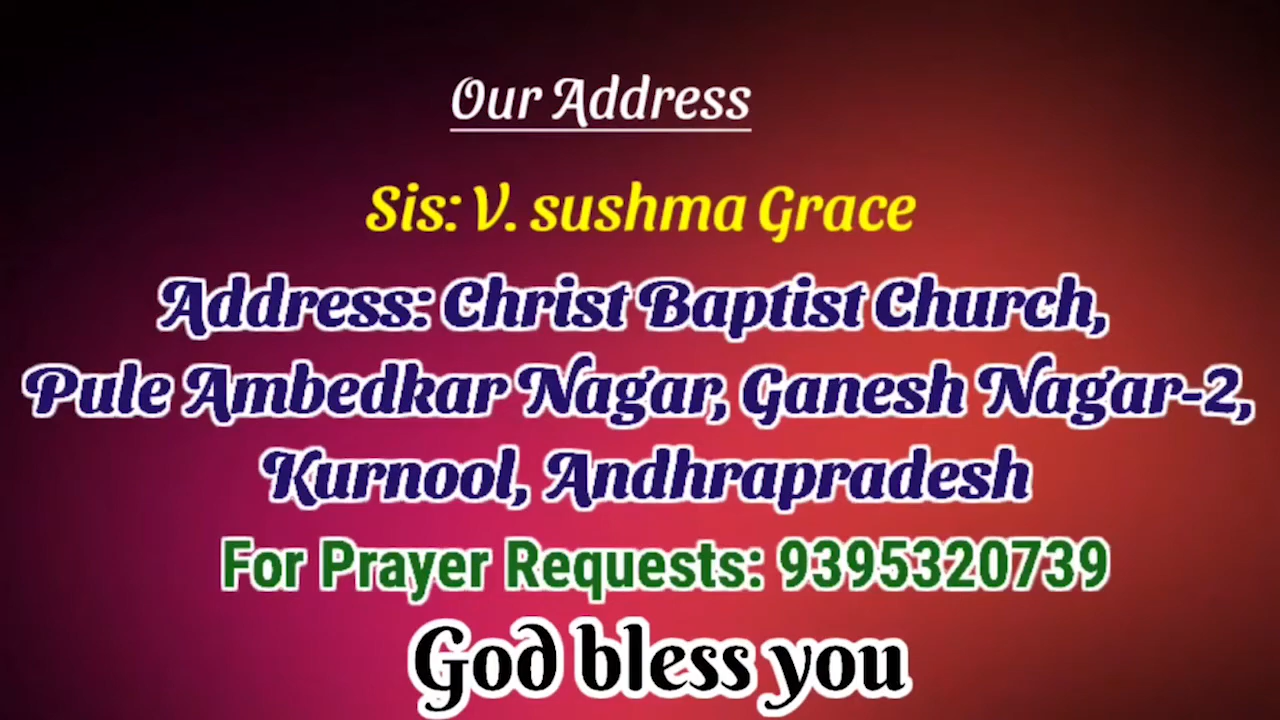 Our Address
Sis: V. sushma Grace
Address: Christ Baptist Church,
Pule Ambedkar Nagar, Ganesh Nagar-2,
Kurnool, Andhrapradesh
For Prayer Requests: 9395320739
God bless you